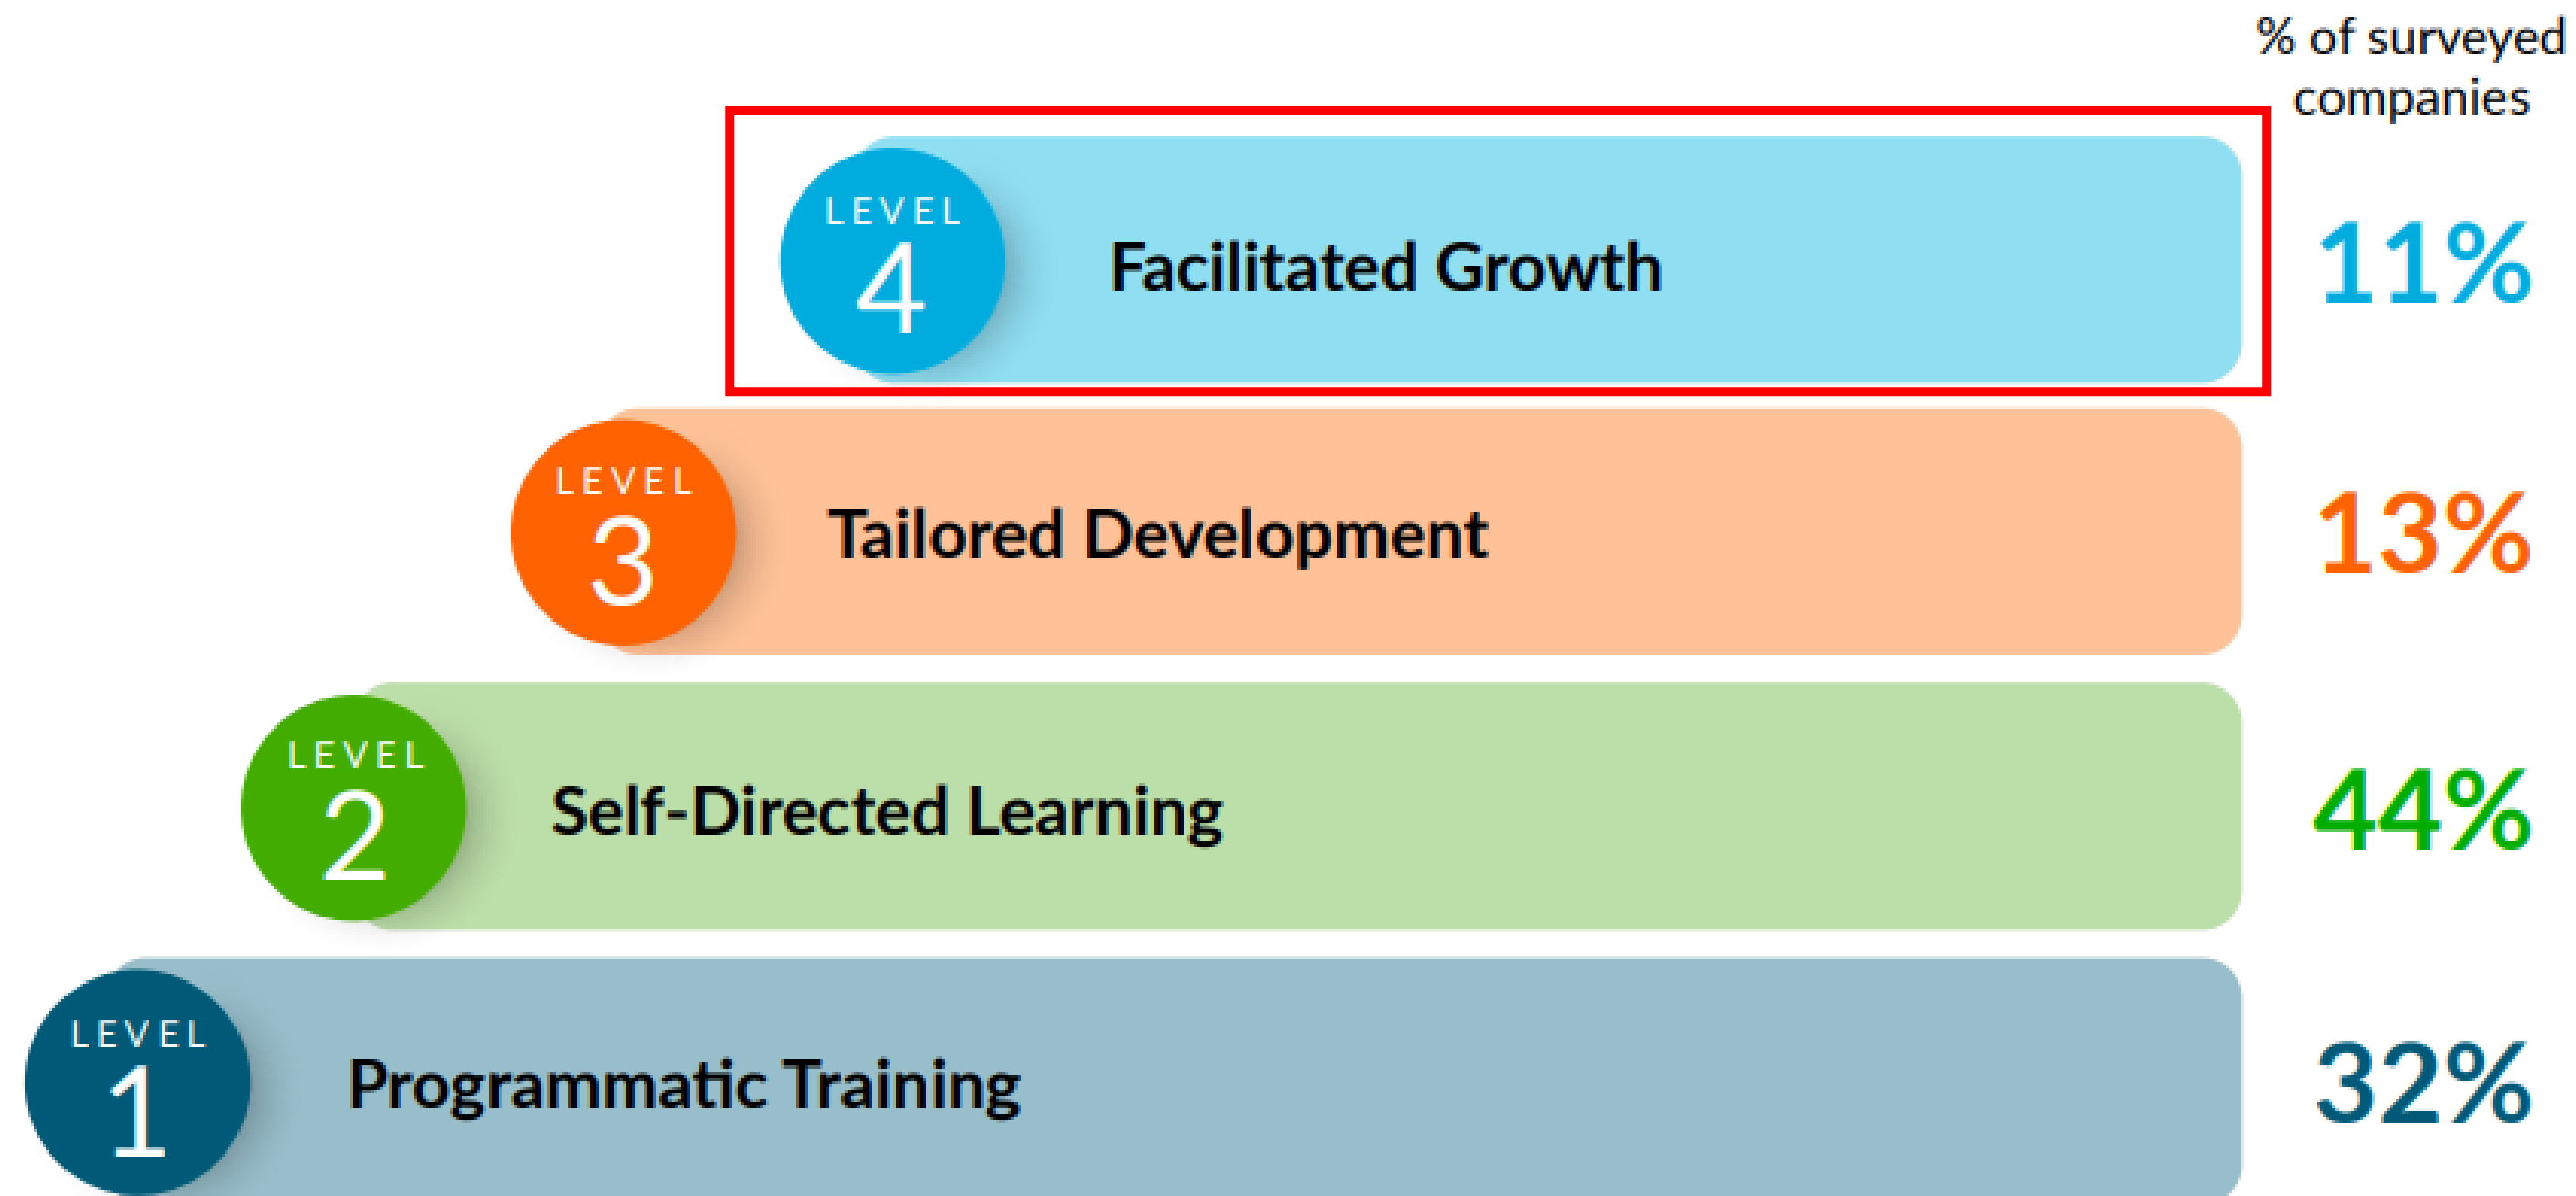 % of surveyed
companies
LEVEL
4
Facilitated Growth
11%
LEVEL
3
Tailored Development
13%
LEVEL
2
Self-Directed Learning
44%
LEVEL
1
Programmatic Training
32%